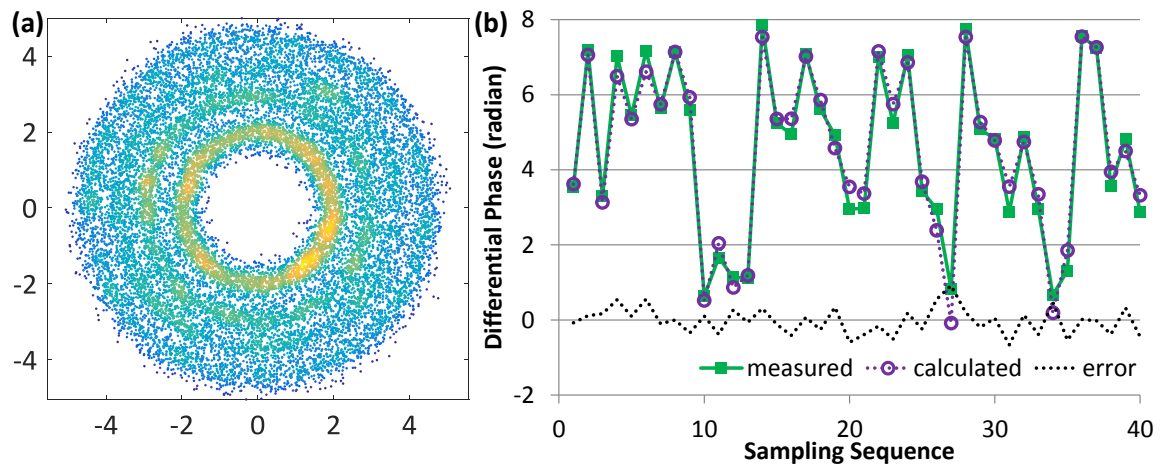 (a)
4
2
0
-2
-4
-4 -2 0 2 4
(b)
Differential Phase (radian)
8
6
4
2
0
-2
measured calculated error
0 10 20 30 40
Sampling Sequence